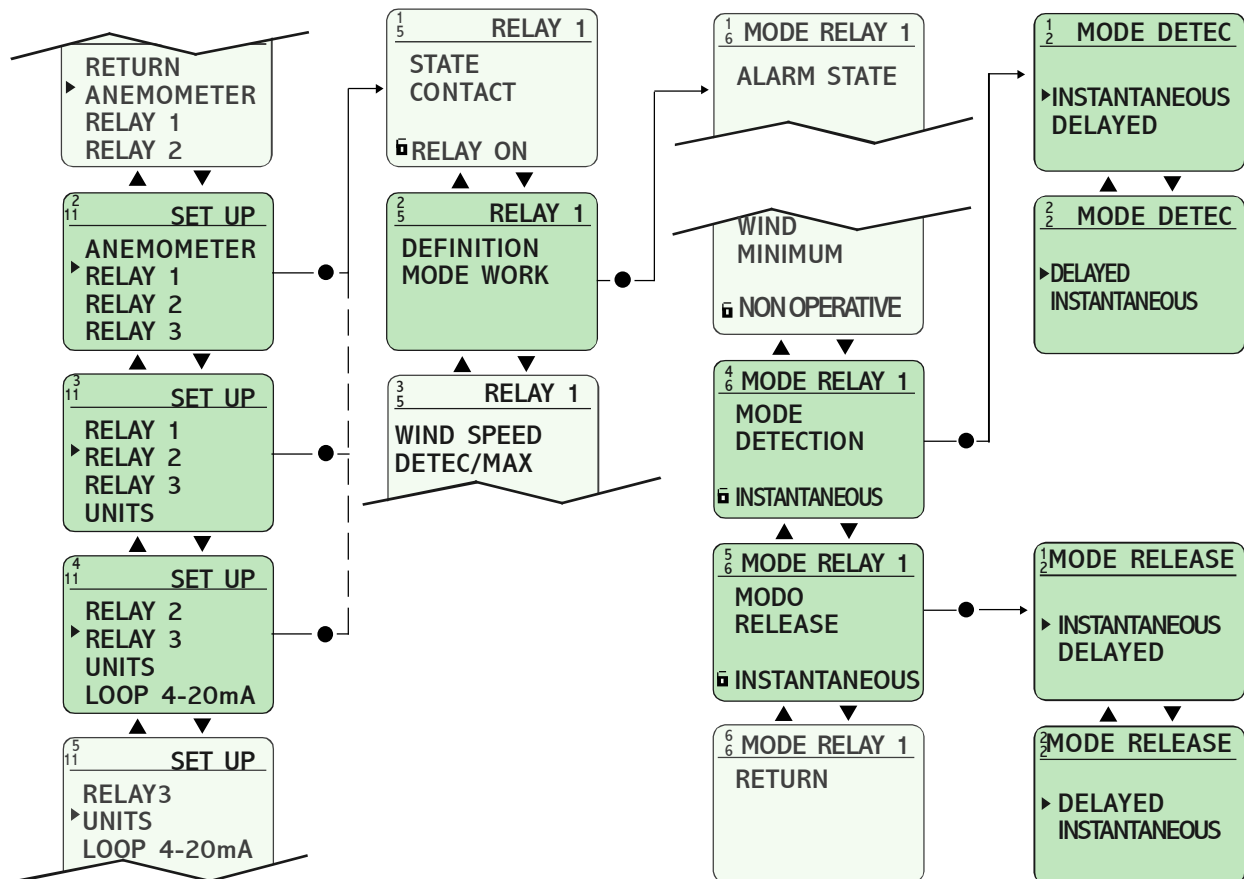 RETURN
ANEMOMETER
RELAY 1
RELAY 2
2
11
SET UP
ANEMOMETER
RELAY 1
RELAY 2
RELAY 3
3
11
SET UP
RELAY 1
RELAY 2
RELAY 3
UNITS
4
11
SET UP
RELAY 2
RELAY 3
UNITS
LOOP 4-20mA
5
11
SET UP
RELAY3
UNITS
LOOP 4-20mA
1
5
RELAY 1
STATE
CONTACT
RELAY ON
2
5
RELAY 1
DEFINITION
MODE WORK
3
5
RELAY 1
WIND SPEED
DETEC/MAX
1
6
MODE RELAY 1
ALARM STATE
WIND
MINIMUM
NON OPERATIVE
4
6
MODE RELAY 1
MODE
DETECTION
INSTANTANEOUS
5
6
MODE RELAY 1
MODO
RELEASE
INSTANTANEOUS
6
6
MODE RELAY 1
RETURN
1
2
MODE DETEC
INSTANTANEOUS
DELAYED
2
2
MODE DETEC
DELAYED
INSTANTANEOUS
1
2
MODE RELEASE
INSTANTANEOUS
DELAYED
2
2
MODE RELEASE
DELAYED
INSTANTANEOUS